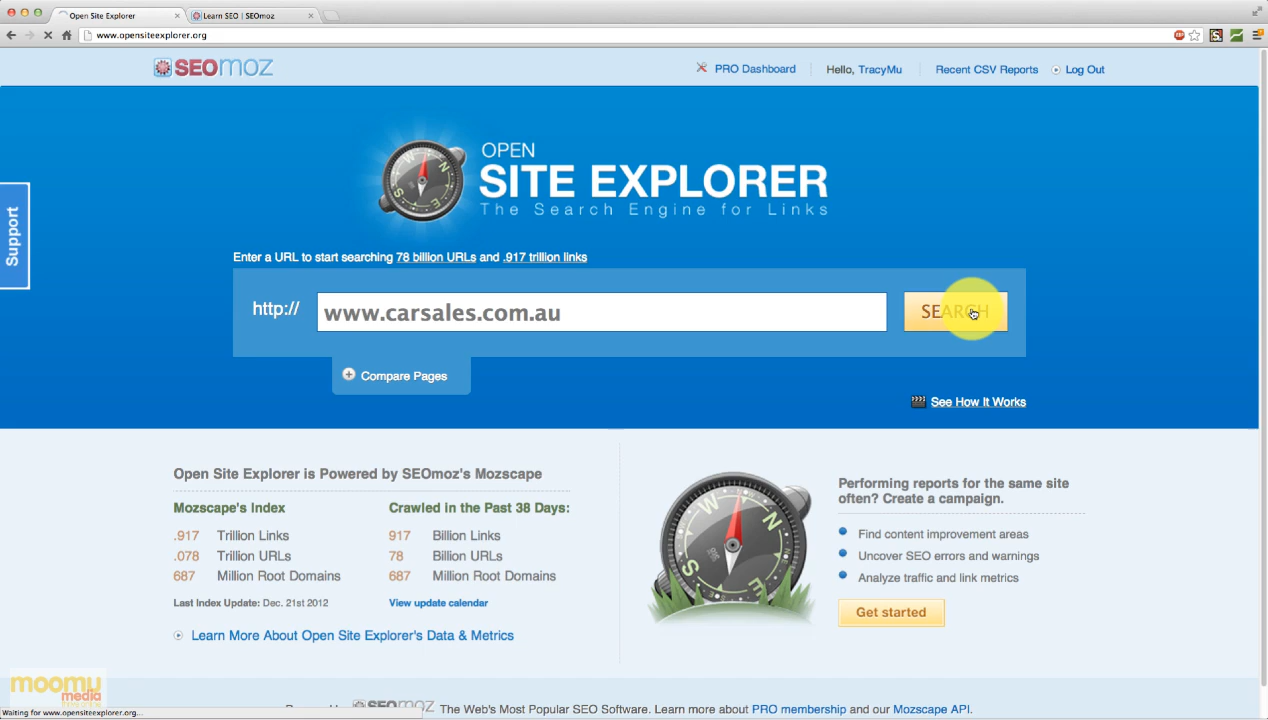 Open Site Explorer
Learn SEO | SEOmoz
www.opensiteexplorer.org
SEOmoz
PRO Dashboard
Hello, TracyMu
Recent CSV Reports
Log Out
Support
OPEN
SITE EXPLORER
The Search Engine for Links
Enter a URL to start searching 78 billion URLs and .917 trillion links
http://
www.carsales.com.au
SEARCH
Compare Pages
See How It Works
Open Site Explorer is Powered by SEOmoz's Mozscape
Mozscape's Index
.917 Trillion Links
.078 Trillion URLs
687 Million Root Domains
Last Index Update: Dec. 21st 2012
Crawled in the Past 38 Days:
917 Billion Links
78 Billion URLs
687 Million Root Domains
View update calendar
Learn More About Open Site Explorer's Data & Metrics
W N S E
Performing reports for the same site
often? Create a campaign.
Find content improvement areas
Uncover SEO errors and warnings
Analyze traffic and link metrics
Get started
moomu
media
Waiting for www.opensiteexplorer.org...
SEOmoz The Web's Most Popular SEO Software. Learn more about PRO membership and our Mozscape API.